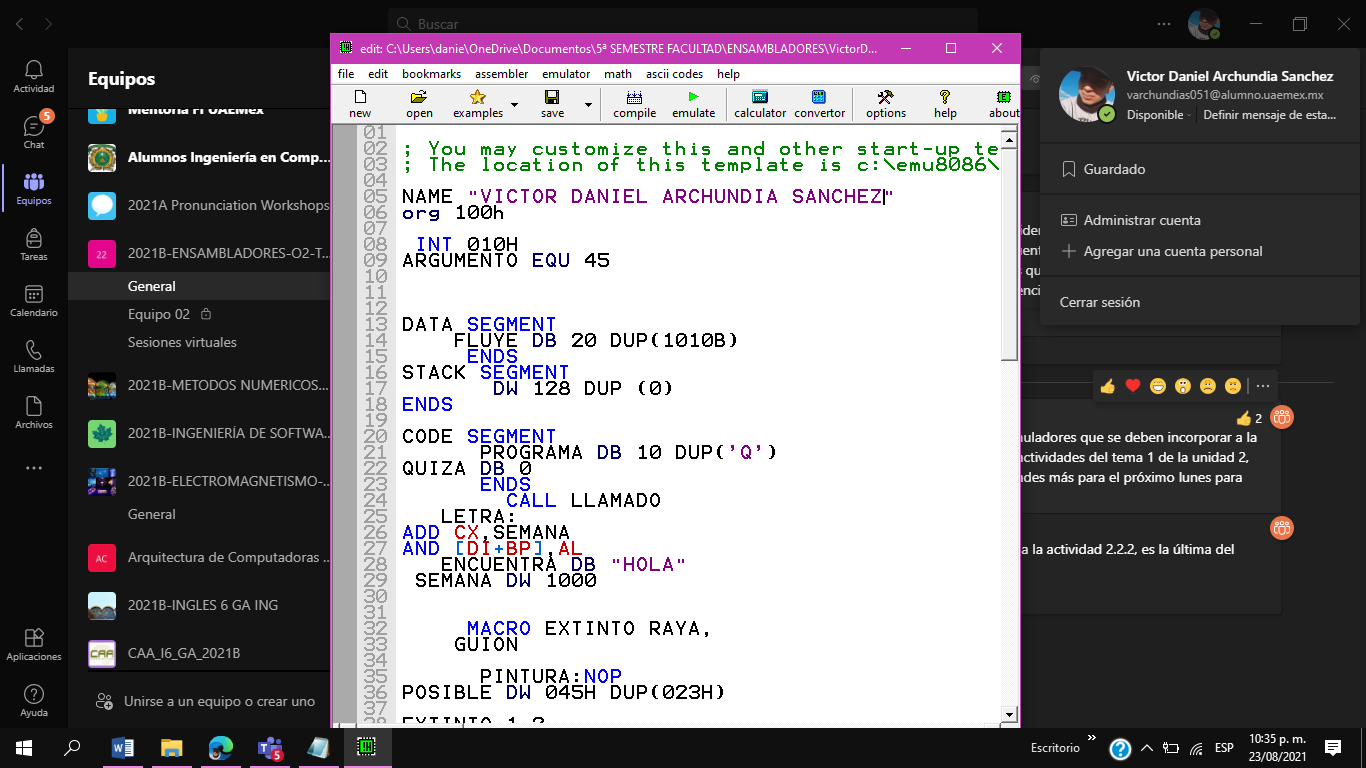 Buscar
Actividad
Chat
5
Equipos
Tareas
Calendario
Llamadas
Archivos
Aplicaciones
Ayuda
Equipos
Mentoría FI UAEMéx
Alumnos Ingeniería en Comp...
2021A Pronunciation Workshops
22
2021B-ENSAMBLADORES-O2-T...
General
Equipo 02
Sesiones virtuales
2021B-METODOS NUMERICOS...
2021B-INGENIERÍA DE SOFTWA...
2021B-ELECTROMAGNETISMO-...
General
AC
Arquitectura de Computadoras ...
2021B-INGLES 6 GA ING
CAA
CAA_I6_GA_2021B
Unirse a un equipo o crear uno
edit: C:\Users\danie\OneDrive\Documentos\5ª SEMESTRE FACULTAD\ENSAMBLADORES\VictorD...
file edit bookmarks assembler emulator math ascii codes help
new open examples save compile emulate calculator convertor options help about
01
02 ; You may customize this and other start-up te
03 ; The location of this template is c:\emu8086\
04
05 NAME "VICTOR DANIEL ARCHUNDIA SANCHEZ"
06 org 100h
07
08 INT 010H
09 ARGUMENTO EQU 45
10
11
12
13 DATA SEGMENT
14 FLUYE DB 20 DUP(1010B)
15 ENDS
16 STACK SEGMENT
17 DW 128 DUP (0)
18 ENDS
19
20 CODE SEGMENT
21 PROGRAMA DB 10 DUP('Q')
22 QUIZA DB 0
23 ENDS
24 CALL LLAMADO
25 LETRA:
26 ADD CX,SEMANA
27 AND [DI+BP],AL
28 ENCUENTRA DB "HOLA"
29 SEMANA DW 1000
30
31
32 MACRO EXTINTO RAYA,
33 GUION
34
35 PINTURA:NOP
36 POSIBLE DW 045H DUP(023H)
37
38 EXTINTO 1,2
Victor Daniel Archundia Sanchez
varchundias051@alumno.uaemex.mx
Disponible Definir mensaje de esta...
Guardado
Administrar cuenta
Agregar una cuenta personal
Cerrar sesión
2
nuladores que se deben incorporar a la
actividades del tema 1 de la unidad 2,
ndes más para el próximo lunes para
a la actividad 2.2.2, es la última del
5
Escritorio
ESP
10:35 p. m.
23/08/2021